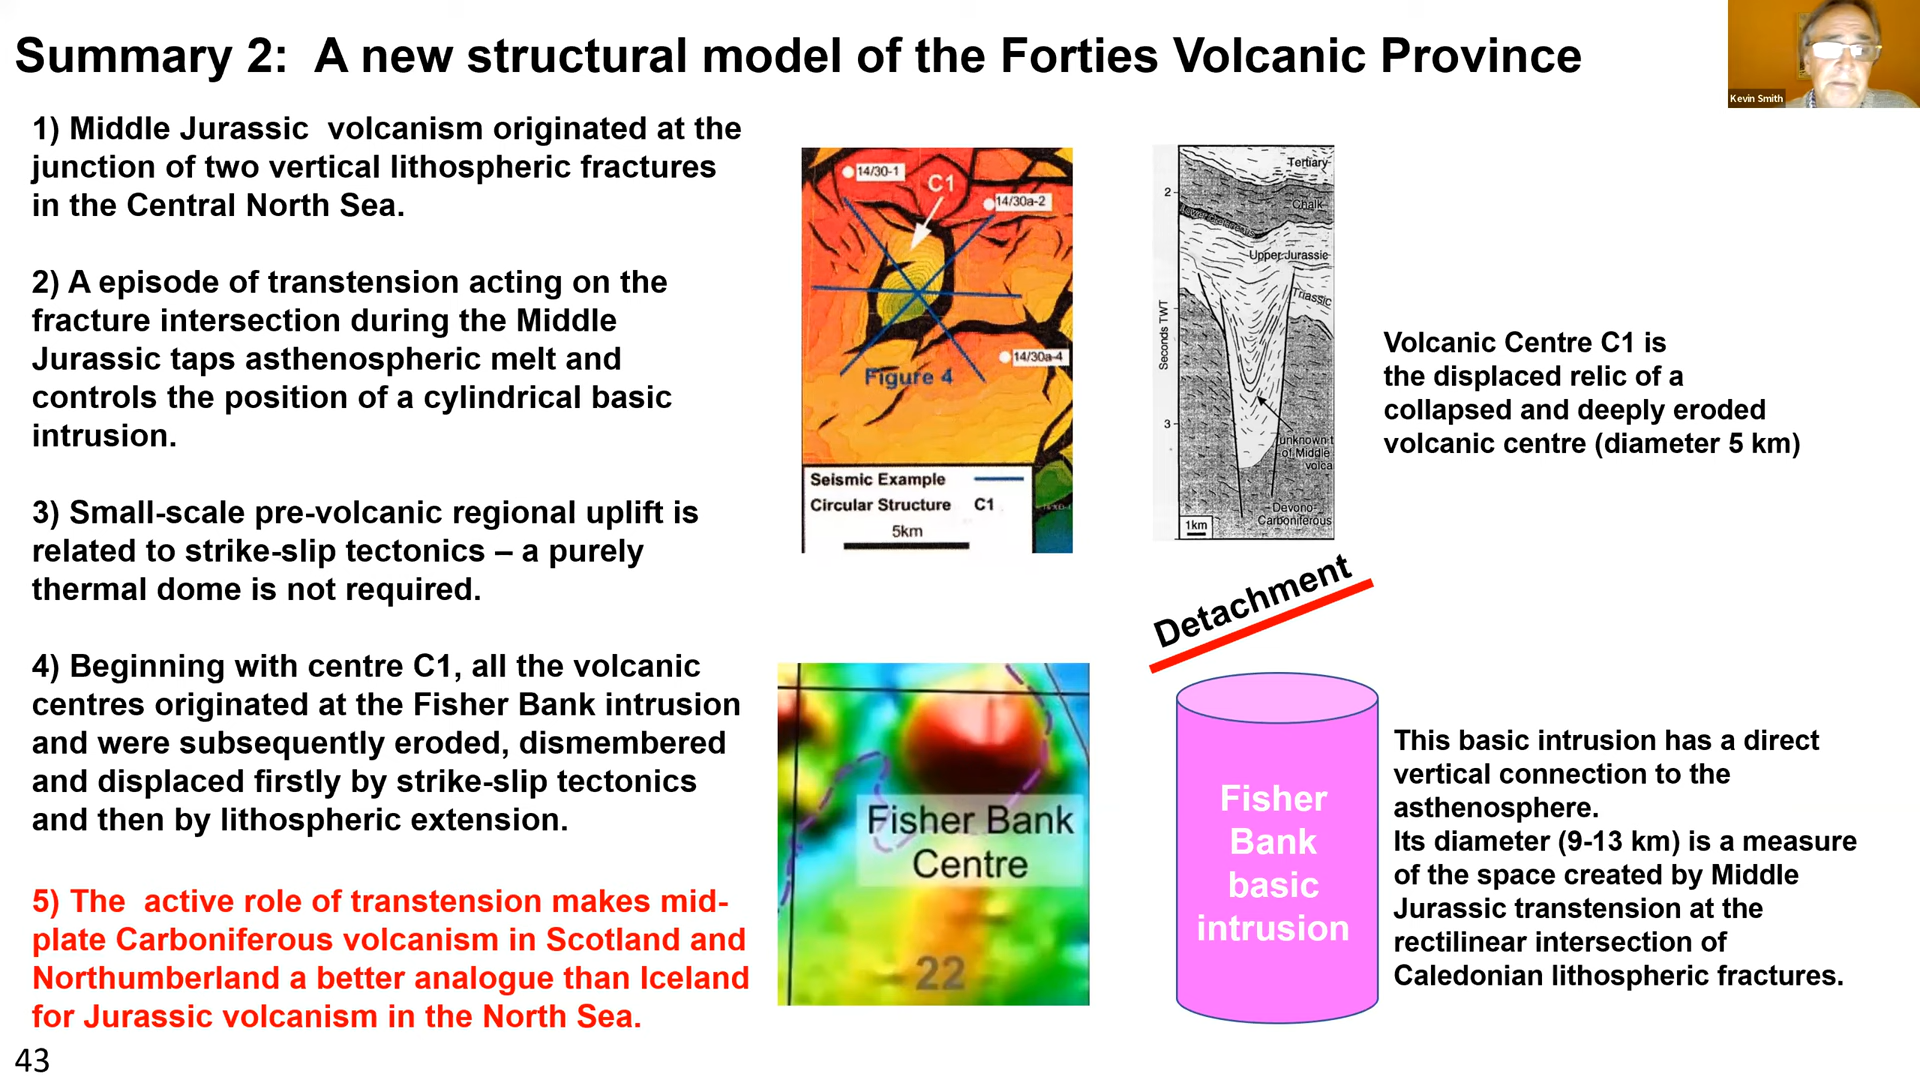 Summary 2:  A new structural model of the Forties Volcanic Province
Kevin Smith
1) Middle Jurassic  volcanism originated at the
junction of two vertical lithospheric fractures
in the Central North Sea.
2) A episode of transtension acting on the
fracture intersection during the Middle
Jurassic taps asthenospheric melt and
controls the position of a cylindrical basic
intrusion.
3) Small-scale pre-volcanic regional uplift is
related to strike-slip tectonics – a purely
thermal dome is not required.
4) Beginning with centre C1, all the volcanic
centres originated at the Fisher Bank intrusion
and were subsequently eroded, dismembered
and displaced firstly by strike-slip tectonics
and then by lithospheric extension.
5) The  active role of transtension makes mid-
plate Carboniferous volcanism in Scotland and
Northumberland a better analogue than Iceland
for Jurassic volcanism in the North Sea.
43
14/30-1
C1
14/30a-2
14/30a-4
Figure 4
Seismic Example
Circular Structure C1
5km
Tertiary
2
Chalk
Upper Jurassic
Triassic
Seconds TWT
3
unknown t
of Middle
volca
Devono-
Carboniferous
1km
Volcanic Centre C1 is
the displaced relic of a
collapsed and deeply eroded
volcanic centre (diameter 5 km)
Detachment
Fisher Bank
Centre
22
Fisher
Bank
basic
intrusion
This basic intrusion has a direct
vertical connection to the
asthenosphere.
Its diameter (9-13 km) is a measure
of the space created by Middle
Jurassic transtension at the
rectilinear intersection of
Caledonian lithospheric fractures.